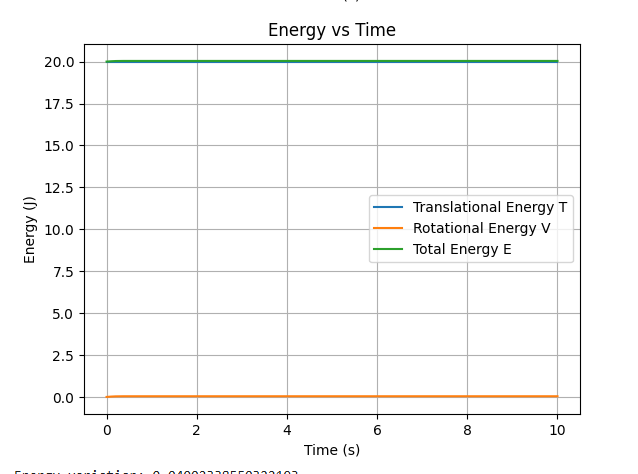 Energy vs Time
20.0
17.5
15.0
12.5
10.0
7.5
5.0
2.5
0.0
Energy (J)
Translational Energy T
Rotational Energy V
Total Energy E
0 2 4 6 8 10
Time (s)